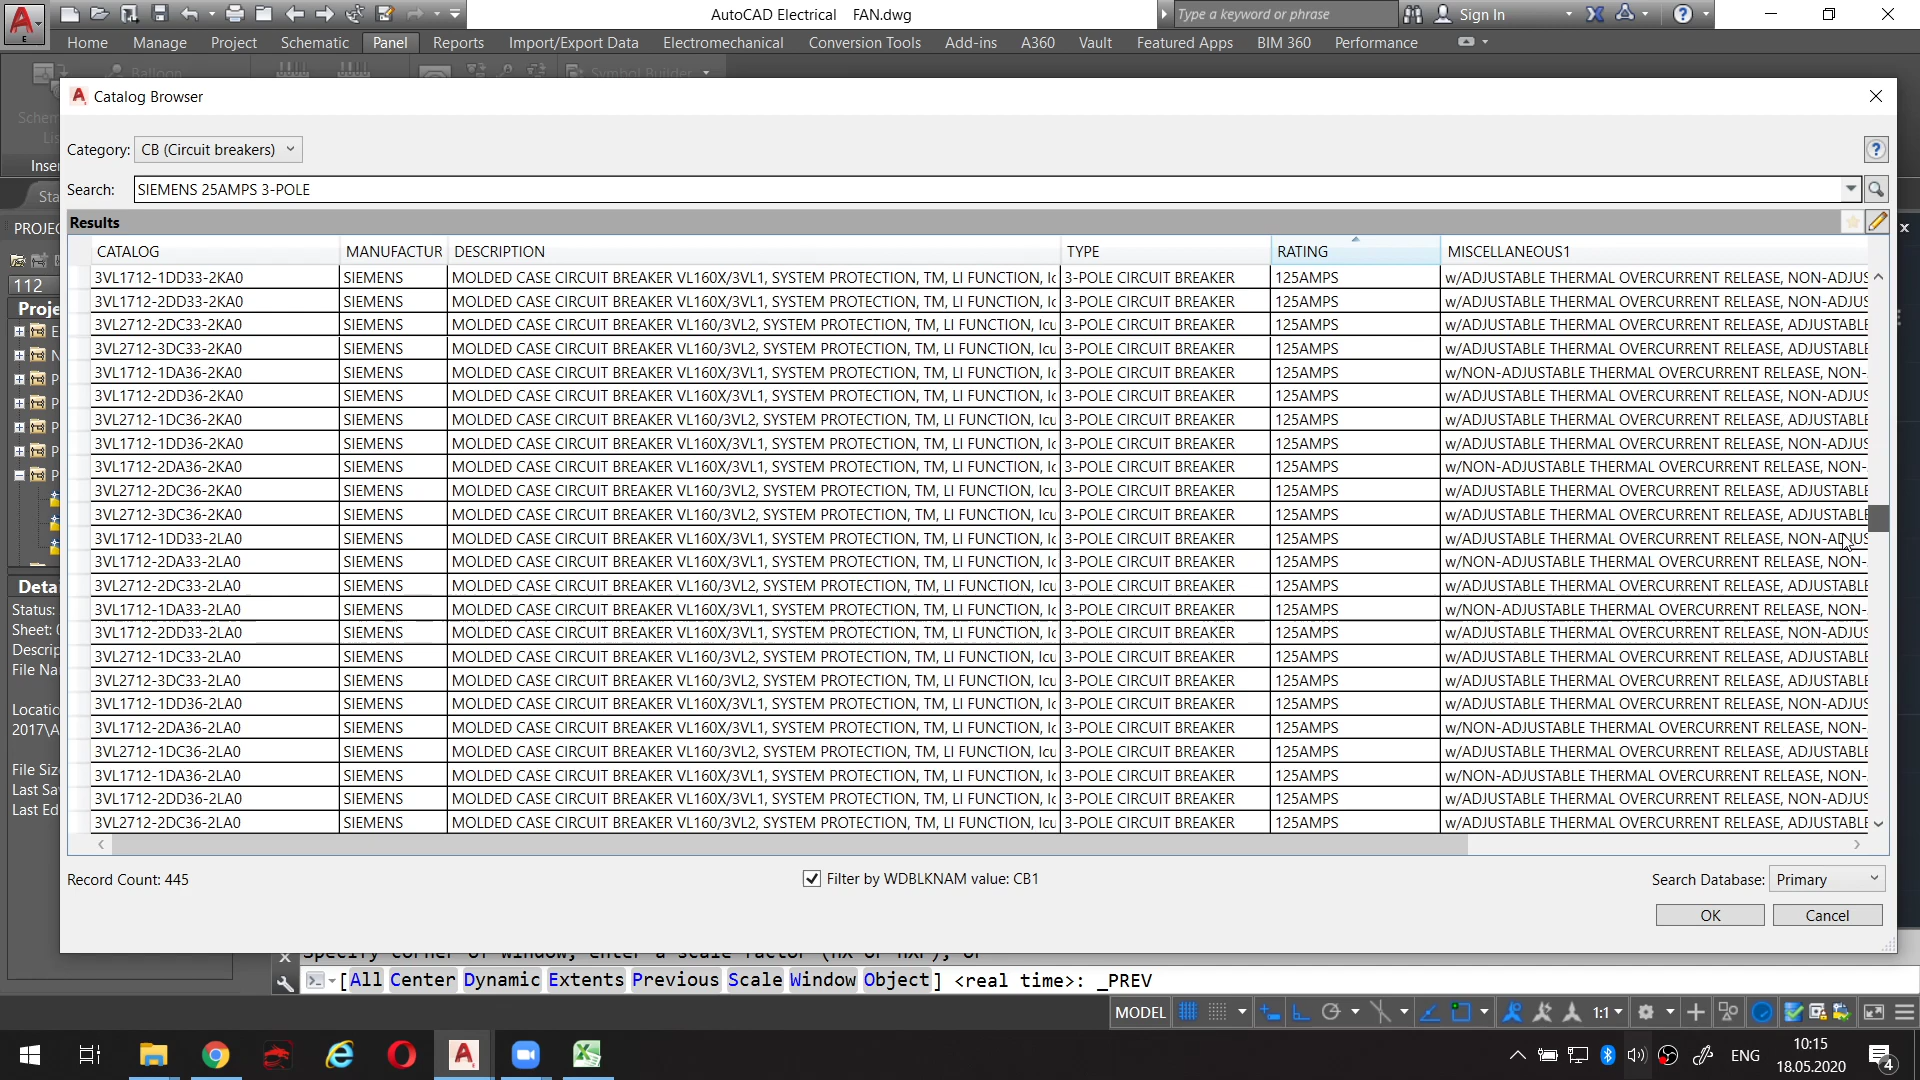 AutoCAD Electrical FAN.dwg
Type a keyword or phrase
Sign In
Home Manage Project Schematic Panel Reports Import/Export Data Electromechanical Conversion Tools Add-ins A360 Vault Featured Apps BIM 360 Performance
Catalog Browser
Category: CB (Circuit breakers)
Search: SIEMENS 25AMPS 3-POLE
Results
CATALOG MANUFACTUR DESCRIPTION TYPE RATING MISCELLANEOUS1
3VL1712-1DD33-2KA0 SIEMENS MOLDED CASE CIRCUIT BREAKER VL160X/3VL1, SYSTEM PROTECTION, TM, LI FUNCTION, Ic 3-POLE CIRCUIT BREAKER 125AMPS w/ADJUSTABLE THERMAL OVERCURRENT RELEASE, NON-ADJUS
3VL1712-2DD33-2KA0 SIEMENS MOLDED CASE CIRCUIT BREAKER VL160X/3VL1, SYSTEM PROTECTION, TM, LI FUNCTION, Ic 3-POLE CIRCUIT BREAKER 125AMPS w/ADJUSTABLE THERMAL OVERCURRENT RELEASE, NON-ADJUS
3VL2712-2DC33-2KA0 SIEMENS MOLDED CASE CIRCUIT BREAKER VL160/3VL2, SYSTEM PROTECTION, TM, LI FUNCTION, Icu 3-POLE CIRCUIT BREAKER 125AMPS w/ADJUSTABLE THERMAL OVERCURRENT RELEASE, ADJUSTABLE
3VL2712-3DC33-2KA0 SIEMENS MOLDED CASE CIRCUIT BREAKER VL160/3VL2, SYSTEM PROTECTION, TM, LI FUNCTION, Icu 3-POLE CIRCUIT BREAKER 125AMPS w/ADJUSTABLE THERMAL OVERCURRENT RELEASE, ADJUSTABLE
3VL1712-1DA36-2KA0 SIEMENS MOLDED CASE CIRCUIT BREAKER VL160X/3VL1, SYSTEM PROTECTION, TM, LI FUNCTION, Ic 3-POLE CIRCUIT BREAKER 125AMPS w/NON-ADJUSTABLE THERMAL OVERCURRENT RELEASE, NON-
3VL1712-2DD36-2KA0 SIEMENS MOLDED CASE CIRCUIT BREAKER VL160X/3VL1, SYSTEM PROTECTION, TM, LI FUNCTION, Ic 3-POLE CIRCUIT BREAKER 125AMPS w/ADJUSTABLE THERMAL OVERCURRENT RELEASE, NON-ADJUS
3VL2712-1DC36-2KA0 SIEMENS MOLDED CASE CIRCUIT BREAKER VL160/3VL2, SYSTEM PROTECTION, TM, LI FUNCTION, Icu 3-POLE CIRCUIT BREAKER 125AMPS w/ADJUSTABLE THERMAL OVERCURRENT RELEASE, ADJUSTABLE
3VL1712-1DD36-2KA0 SIEMENS MOLDED CASE CIRCUIT BREAKER VL160X/3VL1, SYSTEM PROTECTION, TM, LI FUNCTION, Ic 3-POLE CIRCUIT BREAKER 125AMPS w/ADJUSTABLE THERMAL OVERCURRENT RELEASE, NON-ADJUS
3VL1712-2DA36-2KA0 SIEMENS MOLDED CASE CIRCUIT BREAKER VL160X/3VL1, SYSTEM PROTECTION, TM, LI FUNCTION, Ic 3-POLE CIRCUIT BREAKER 125AMPS w/NON-ADJUSTABLE THERMAL OVERCURRENT RELEASE, NON-
3VL2712-2DC36-2KA0 SIEMENS MOLDED CASE CIRCUIT BREAKER VL160/3VL2, SYSTEM PROTECTION, TM, LI FUNCTION, Icu 3-POLE CIRCUIT BREAKER 125AMPS w/ADJUSTABLE THERMAL OVERCURRENT RELEASE, ADJUSTABLE
3VL2712-3DC36-2KA0 SIEMENS MOLDED CASE CIRCUIT BREAKER VL160/3VL2, SYSTEM PROTECTION, TM, LI FUNCTION, Icu 3-POLE CIRCUIT BREAKER 125AMPS w/ADJUSTABLE THERMAL OVERCURRENT RELEASE, ADJUSTABLE
3VL1712-1DD33-2LA0 SIEMENS MOLDED CASE CIRCUIT BREAKER VL160X/3VL1, SYSTEM PROTECTION, TM, LI FUNCTION, Ic 3-POLE CIRCUIT BREAKER 125AMPS w/ADJUSTABLE THERMAL OVERCURRENT RELEASE, NON-ADJUS
3VL1712-2DA33-2LA0 SIEMENS MOLDED CASE CIRCUIT BREAKER VL160X/3VL1, SYSTEM PROTECTION, TM, LI FUNCTION, Ic 3-POLE CIRCUIT BREAKER 125AMPS w/NON-ADJUSTABLE THERMAL OVERCURRENT RELEASE, NON-
3VL2712-2DC33-2LA0 SIEMENS MOLDED CASE CIRCUIT BREAKER VL160/3VL2, SYSTEM PROTECTION, TM, LI FUNCTION, Icu 3-POLE CIRCUIT BREAKER 125AMPS w/ADJUSTABLE THERMAL OVERCURRENT RELEASE, ADJUSTABLE
3VL1712-1DA33-2LA0 SIEMENS MOLDED CASE CIRCUIT BREAKER VL160X/3VL1, SYSTEM PROTECTION, TM, LI FUNCTION, Ic 3-POLE CIRCUIT BREAKER 125AMPS w/NON-ADJUSTABLE THERMAL OVERCURRENT RELEASE, NON-
3VL1712-2DD33-2LA0 SIEMENS MOLDED CASE CIRCUIT BREAKER VL160X/3VL1, SYSTEM PROTECTION, TM, LI FUNCTION, Ic 3-POLE CIRCUIT BREAKER 125AMPS w/ADJUSTABLE THERMAL OVERCURRENT RELEASE, NON-ADJUS
3VL2712-1DC33-2LA0 SIEMENS MOLDED CASE CIRCUIT BREAKER VL160/3VL2, SYSTEM PROTECTION, TM, LI FUNCTION, Icu 3-POLE CIRCUIT BREAKER 125AMPS w/ADJUSTABLE THERMAL OVERCURRENT RELEASE, ADJUSTABLE
3VL2712-3DC33-2LA0 SIEMENS MOLDED CASE CIRCUIT BREAKER VL160/3VL2, SYSTEM PROTECTION, TM, LI FUNCTION, Icu 3-POLE CIRCUIT BREAKER 125AMPS w/ADJUSTABLE THERMAL OVERCURRENT RELEASE, ADJUSTABLE
3VL1712-1DD36-2LA0 SIEMENS MOLDED CASE CIRCUIT BREAKER VL160X/3VL1, SYSTEM PROTECTION, TM, LI FUNCTION, Ic 3-POLE CIRCUIT BREAKER 125AMPS w/ADJUSTABLE THERMAL OVERCURRENT RELEASE, NON-ADJUS
3VL1712-2DA36-2LA0 SIEMENS MOLDED CASE CIRCUIT BREAKER VL160X/3VL1, SYSTEM PROTECTION, TM, LI FUNCTION, Ic 3-POLE CIRCUIT BREAKER 125AMPS w/NON-ADJUSTABLE THERMAL OVERCURRENT RELEASE, NON-
3VL2712-1DC36-2LA0 SIEMENS MOLDED CASE CIRCUIT BREAKER VL160/3VL2, SYSTEM PROTECTION, TM, LI FUNCTION, Icu 3-POLE CIRCUIT BREAKER 125AMPS w/ADJUSTABLE THERMAL OVERCURRENT RELEASE, ADJUSTABLE
3VL1712-1DA36-2LA0 SIEMENS MOLDED CASE CIRCUIT BREAKER VL160X/3VL1, SYSTEM PROTECTION, TM, LI FUNCTION, Ic 3-POLE CIRCUIT BREAKER 125AMPS w/NON-ADJUSTABLE THERMAL OVERCURRENT RELEASE, NON-
3VL1712-2DD36-2LA0 SIEMENS MOLDED CASE CIRCUIT BREAKER VL160X/3VL1, SYSTEM PROTECTION, TM, LI FUNCTION, Ic 3-POLE CIRCUIT BREAKER 125AMPS w/ADJUSTABLE THERMAL OVERCURRENT RELEASE, NON-ADJUS
3VL2712-2DC36-2LA0 SIEMENS MOLDED CASE CIRCUIT BREAKER VL160/3VL2, SYSTEM PROTECTION, TM, LI FUNCTION, Icu 3-POLE CIRCUIT BREAKER 125AMPS w/ADJUSTABLE THERMAL OVERCURRENT RELEASE, ADJUSTABLE
Record Count: 445
Filter by WDBLKNAM value: CB1
Search Database: Primary
OK Cancel
112
Status:
Sheet:
2017\A
[All Center Dynamic Extents Previous Scale Window Object] <real time>: _PREV
MODEL 1:1
ENG
10:15
18.05.2020
4